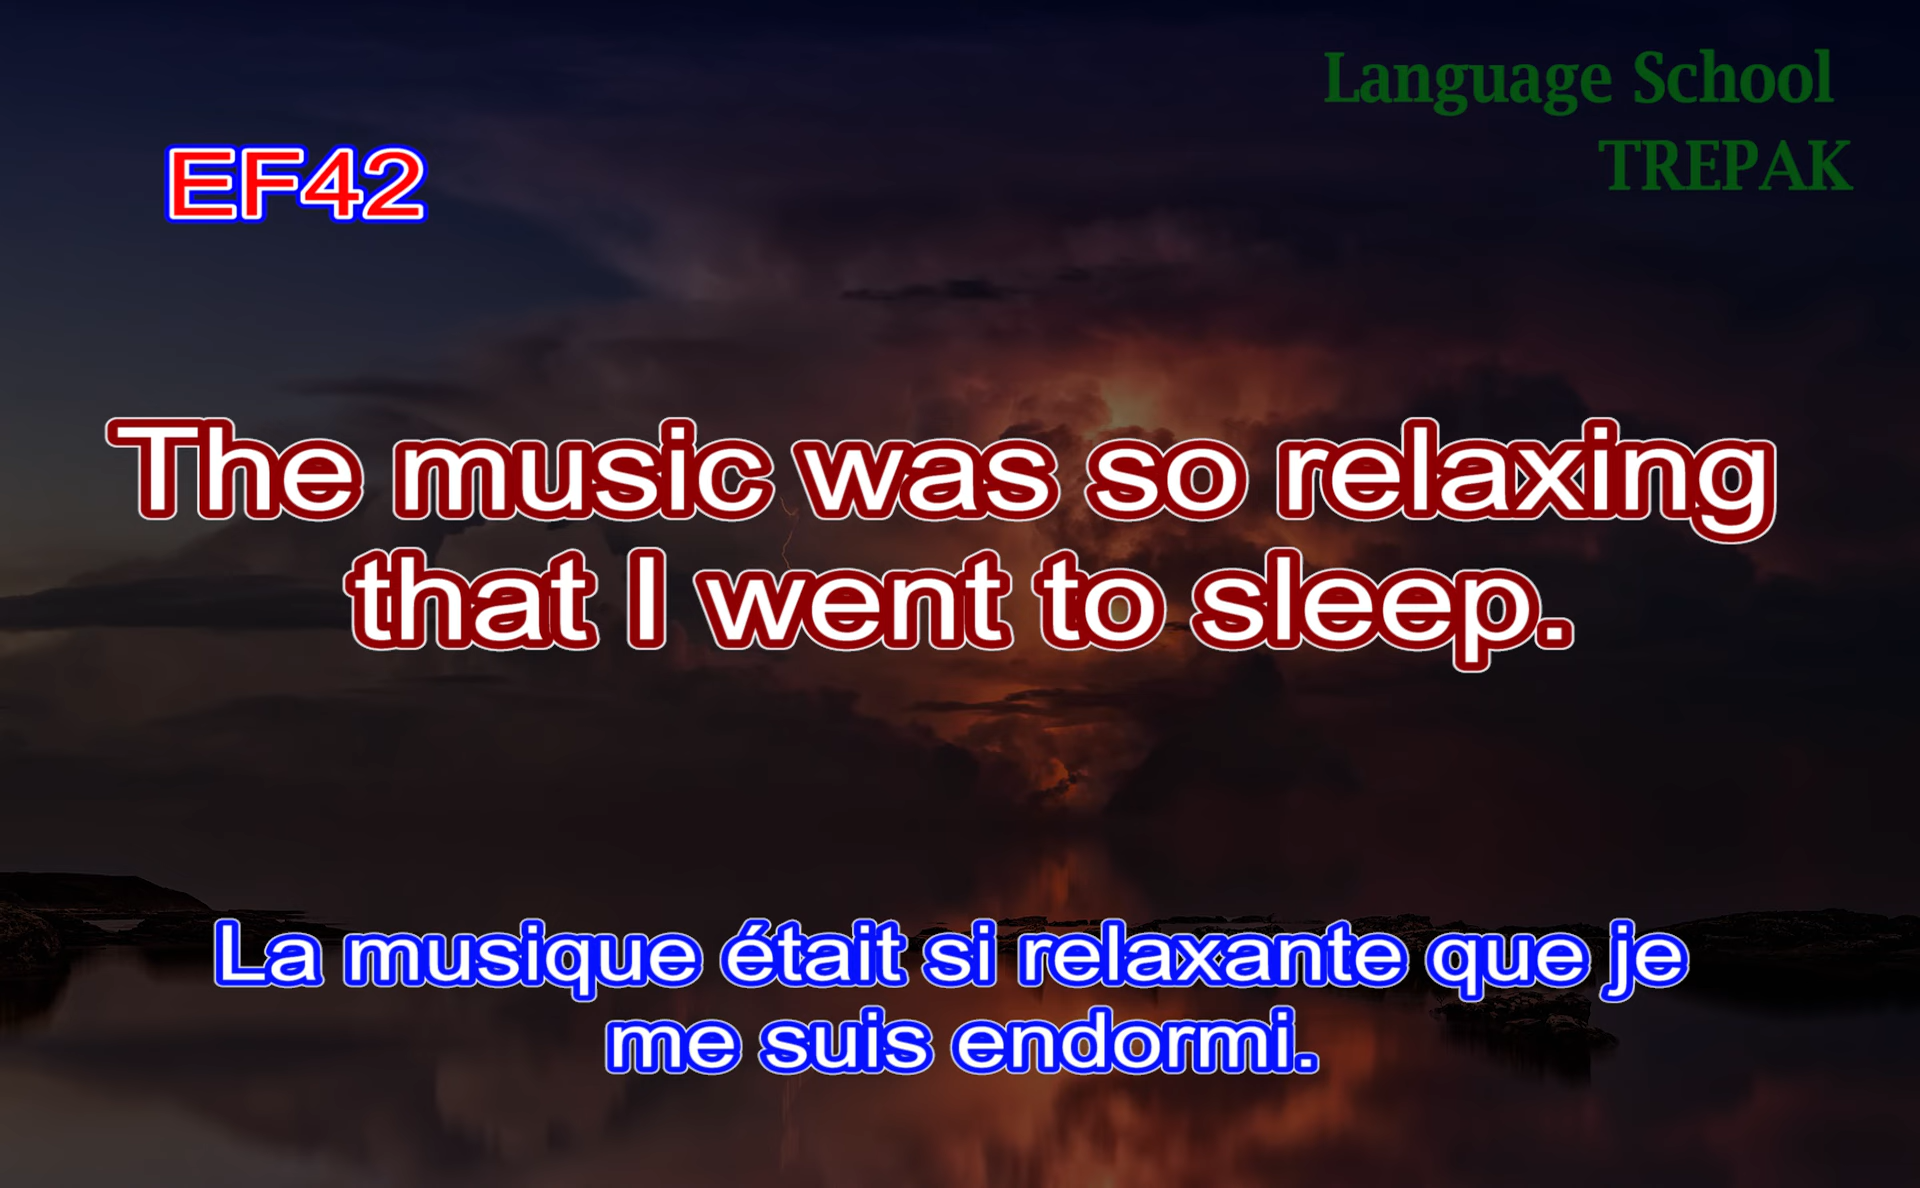 Language School
TREPAK
EF42
The music was so relaxing
that I went to sleep.
La musique était si relaxante que je
me suis endormi.